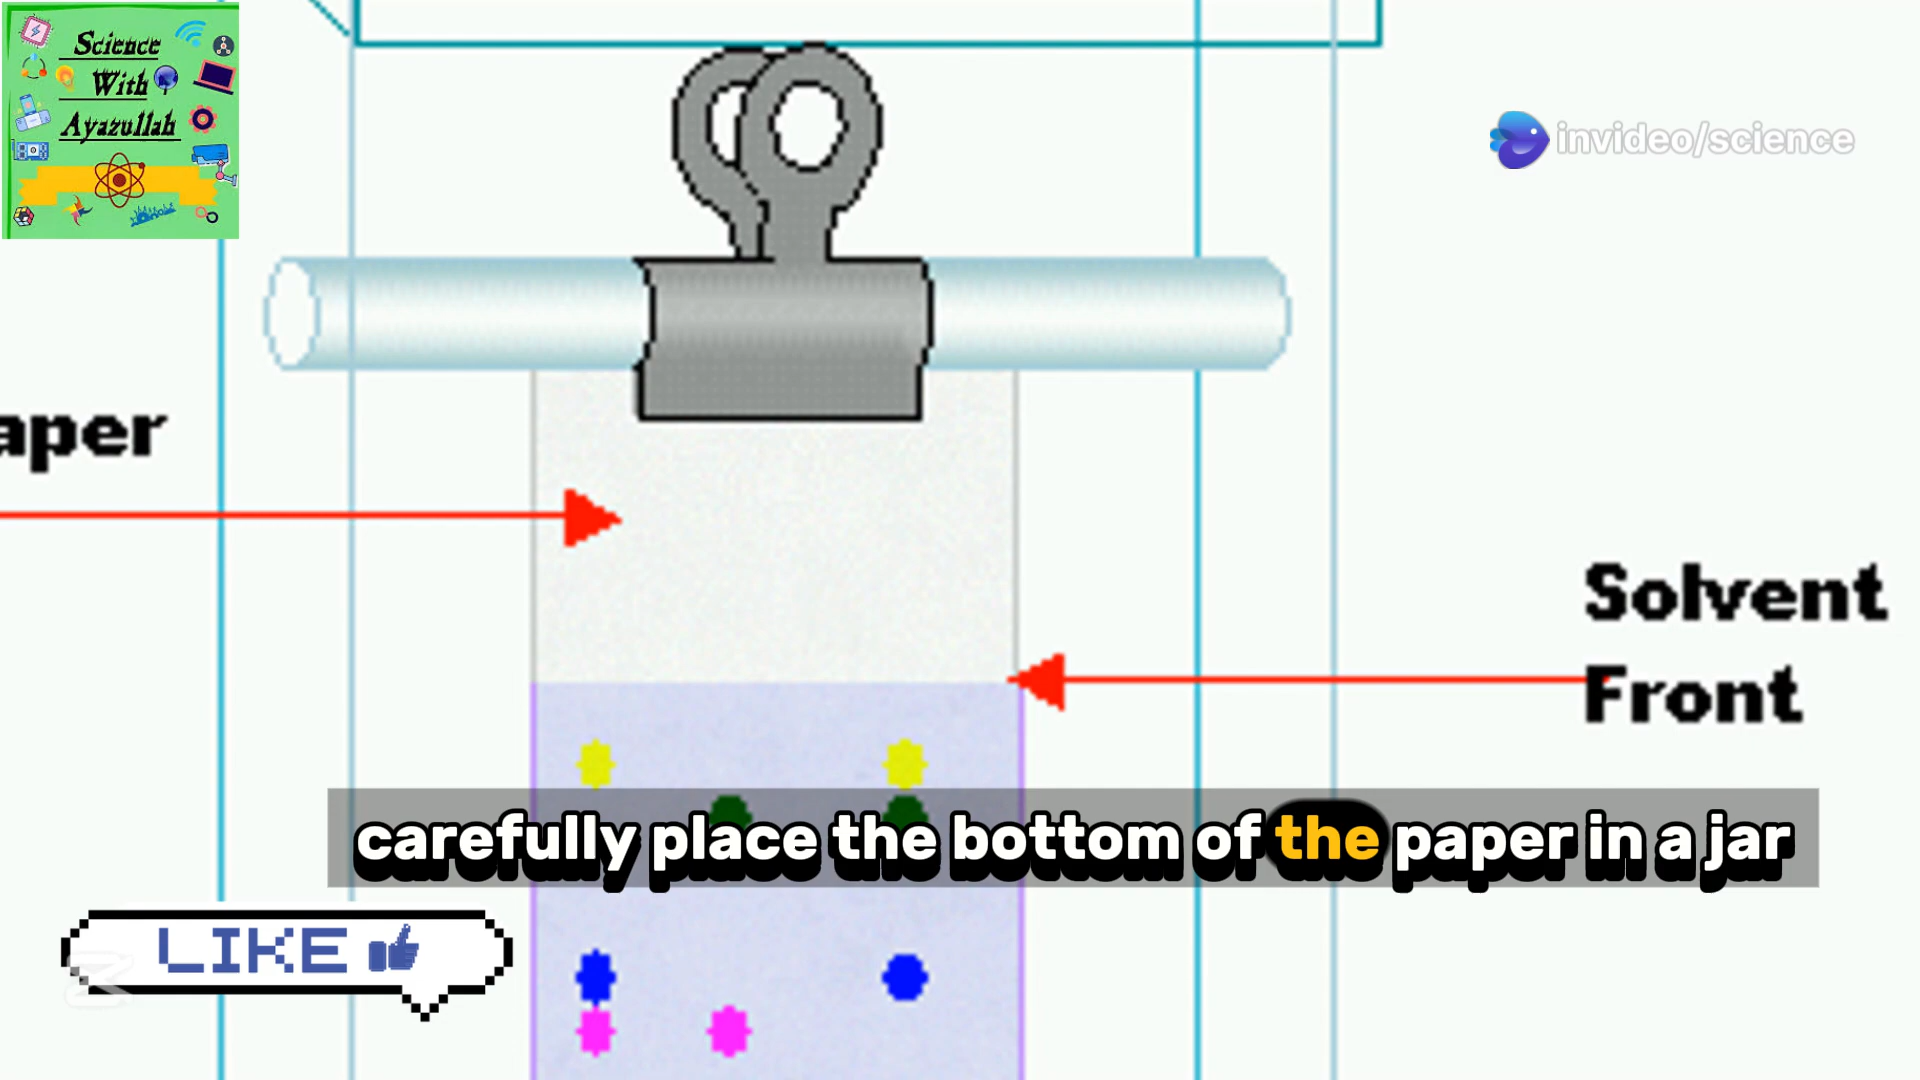 Science
With
Ayazullah
invideo/science
aper
Solvent
Front
carefully place the bottom of the paper in a jar
LIKE